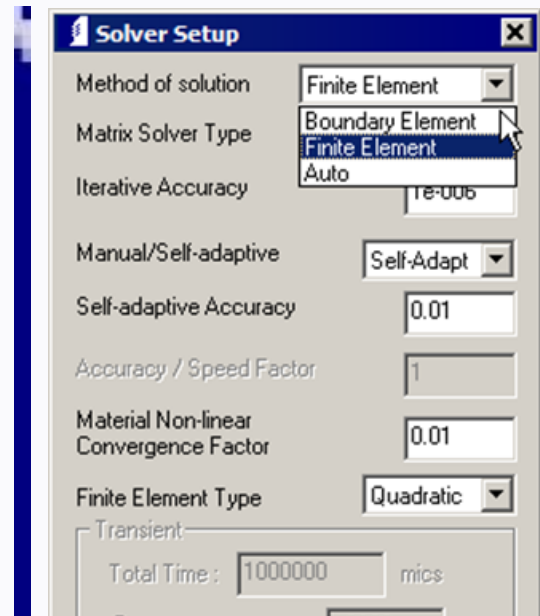 Solver Setup
Method of solution Finite Element
Boundary Element
Matrix Solver Type Finite Element
Auto
Iterative Accuracy 1e-006
Manual/Self-adaptive Self-Adapt
Self-adaptive Accuracy 0.01
Accuracy / Speed Factor 1
Material Non-linear
Convergence Factor 0.01
Finite Element Type Quadratic
Transient
Total Time : 1000000 mics